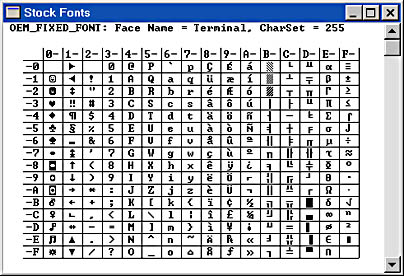 Stock Fonts
OEM_FIXED_FONT: Face Name = Terminal, CharSet = 255
0- 1- 2- 3- 4- 5- 6- 7- 8- 9- A- B- C- D- E- F-
-0 ► 0 @ P ` p Ç É á ░ └ ╨ α ≡
-1 ☺ ◄ ! 1 A Q a q ü æ í ▒ ┴ ╤ ß ±
-2 ☻ ↕ " 2 B R b r é Æ ó ▓ ┬ ╥ Γ ≥
-3 ♥ ‼ # 3 C S c s â ô ú │ ├ ╙ π ≤
-4 ♦ ¶ $ 4 D T d t ä ö ñ ┤ ─ ╘ Σ ⌠
-5 ♣ § % 5 E U e u à ò Ñ ╡ ┼ ╒ σ ⌡
-6 ♠ ▬ & 6 F V f v å û ª ╢ ╞ ╓ µ ÷
-7 • ↨ ' 7 G W g w ç ù º ╖ ╟ ╫ τ ≈
-8 ◘ ↑ ( 8 H X h x ê ÿ ¿ ╕ ╚ ╪ Φ °
-9 ○ ↓ ) 9 I Y i y ë Ö ⌐ ╣ ╔ ┘ Θ ∙
-A ◙ → * : J Z j z è Ü ¬ ║ ╩ ┌ Ω ·
-B ♂ ← + ; K [ k { ï ¢ ½ ╗ ╦ █ δ √
-C ♀ ∟ , < L \ l | î £ ¼ ╝ ╠ ▄ ∞ ⁿ
-D ♪ ↔ - = M ] m } ì ¥ ¡ ╜ ═ ▌ φ ²
-E ♫ ▲ . > N ^ n ~ Ä ₧ « ╛ ╬ ▐ ε ■
-F ☼ ▼ / ? O _ o ⌂ Å ƒ » ┐ ╧ ▀ ∩